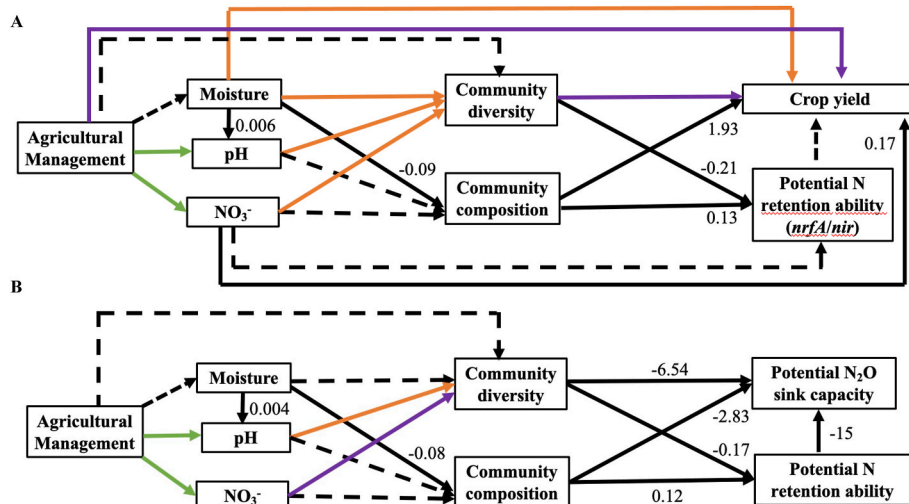 A
Moisture
Community
diversity
Crop yield
0.006
1.93
0.17
Agricultural
Management
pH
-0.09
-0.21
Community
composition
Potential N
retention ability
(nrfA/nir)
NO₃⁻
0.13
B
Moisture
Community
diversity
-6.54
Potential N₂O
sink capacity
0.004
-2.83
Agricultural
Management
pH
-0.08
-0.17
-15
Community
composition
Potential N
retention ability
NO₃⁻
0.12